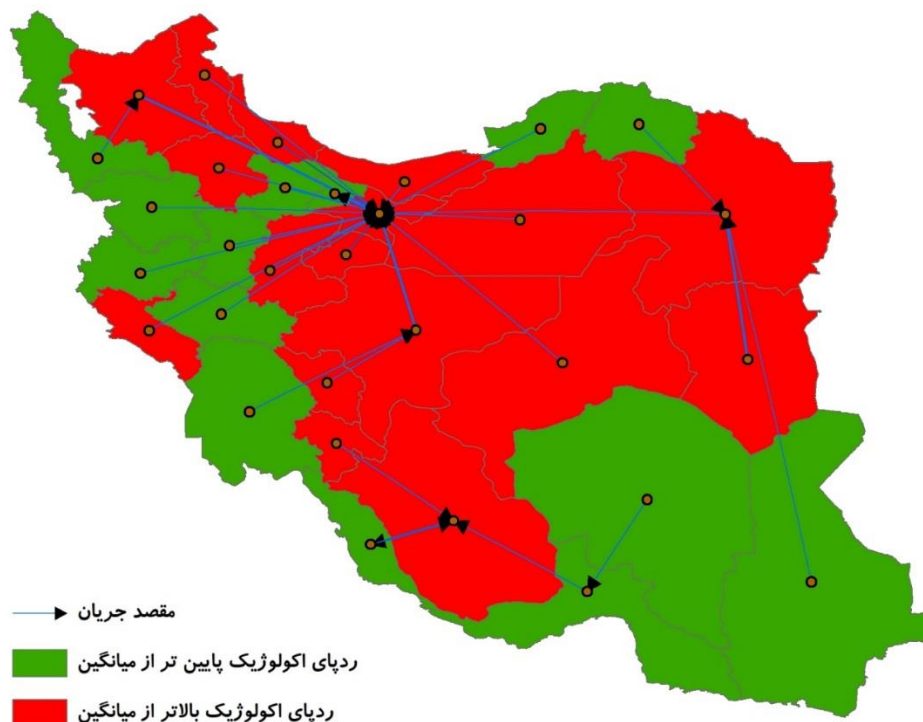 مقصد جریان
ردپای اکولوژیک پایین تر از میانگین
ردپای اکولوژیک بالاتر از میانگین